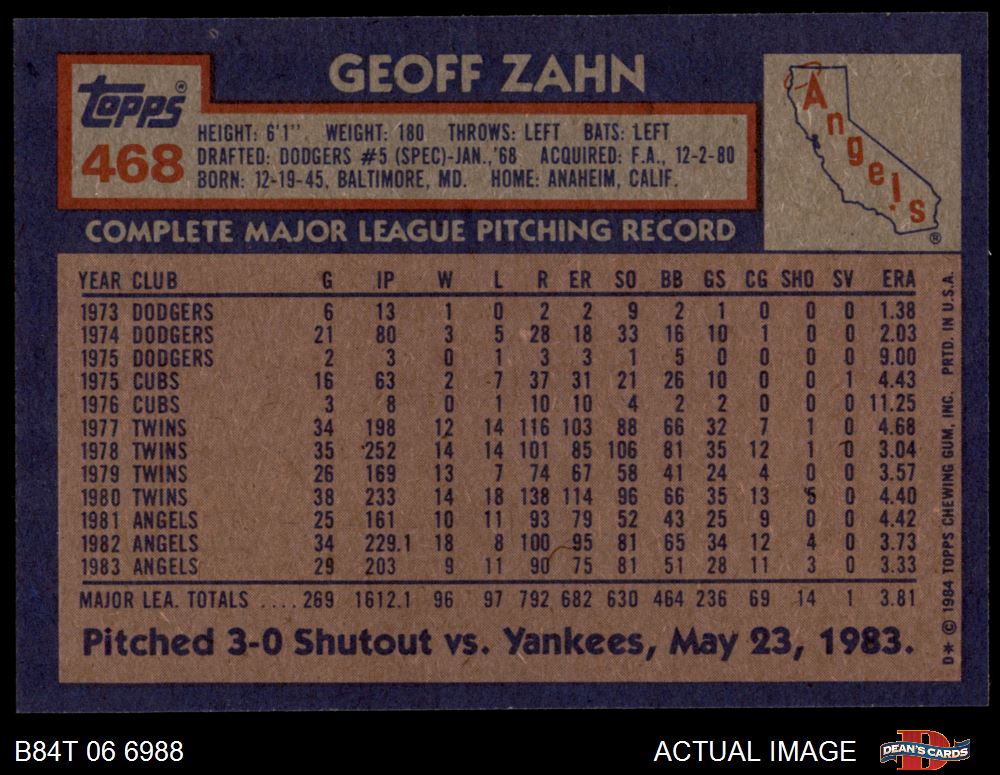 GEOFF ZAHN
Topps®
468
HEIGHT: 6'1" WEIGHT: 180 THROWS: LEFT BATS: LEFT
DRAFTED: DODGERS #5 (SPEC)-JAN.,'68 ACQUIRED: F.A., 12-2-80
BORN: 12-19-45, BALTIMORE, MD. HOME: ANAHEIM, CALIF.
Angels
®
COMPLETE MAJOR LEAGUE PITCHING RECORD
YEAR CLUB G IP W L R ER SO BB GS CG SHO SV ERA
1973 DODGERS 6 13 1 0 2 2 9 2 1 0 0 0 1.38
1974 DODGERS 21 80 3 5 28 18 33 16 10 1 0 0 2.03
1975 DODGERS 2 3 0 1 3 3 1 5 0 0 0 0 9.00
1975 CUBS 16 63 2 7 37 31 21 26 10 0 0 1 4.43
1976 CUBS 3 8 0 1 10 10 4 2 2 0 0 0 11.25
1977 TWINS 34 198 12 14 116 103 88 66 32 7 1 0 4.68
1978 TWINS 35 252 14 14 101 85 106 81 35 12 1 0 3.04
1979 TWINS 26 169 13 7 74 67 58 41 24 4 0 0 3.57
1980 TWINS 38 233 14 18 138 114 96 66 35 13 5 0 4.40
1981 ANGELS 25 161 10 11 93 79 52 43 25 9 0 0 4.42
1982 ANGELS 34 229.1 18 8 100 95 81 65 34 12 4 0 3.73
1983 ANGELS 29 203 9 11 90 75 81 51 28 11 3 0 3.33
MAJOR LEA. TOTALS ....269 1612.1 96 97 792 682 630 464 236 69 14 1 3.81
Pitched 3-0 Shutout vs. Yankees, May 23, 1983.
D* © 1984 TOPPS CHEWING GUM, INC. PRTD. IN U.S.A.
B84T 06 6988
ACTUAL IMAGE
D
DEAN'S CARDS